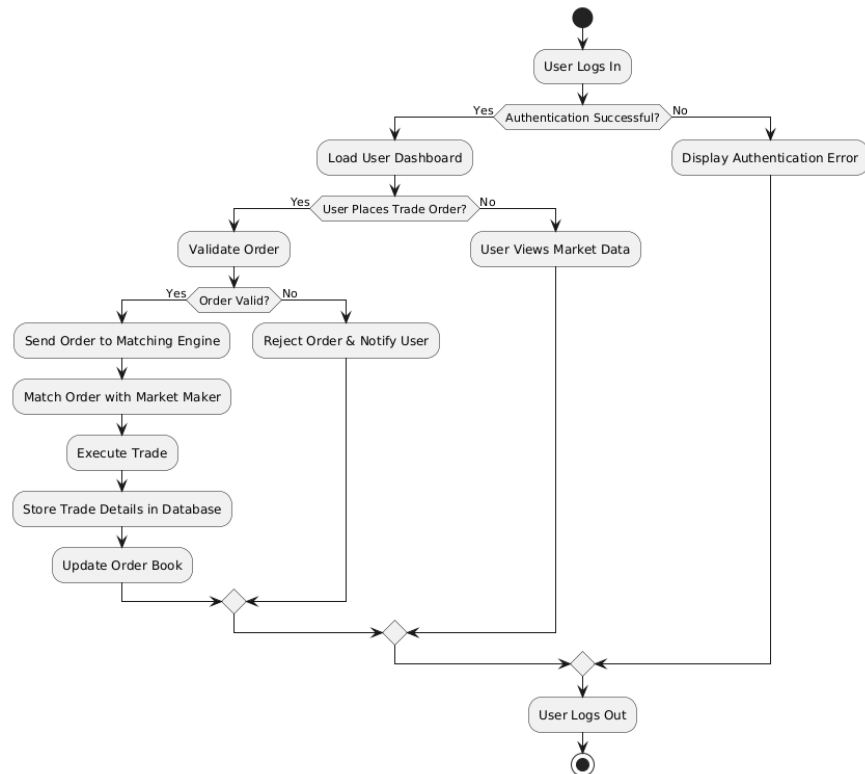 User Logs In
Yes
Authentication Successful?
No
Load User Dashboard
Display Authentication Error
Yes
User Places Trade Order?
No
Validate Order
User Views Market Data
Yes
Order Valid?
No
Send Order to Matching Engine
Reject Order & Notify User
Match Order with Market Maker
Execute Trade
Store Trade Details in Database
Update Order Book
User Logs Out